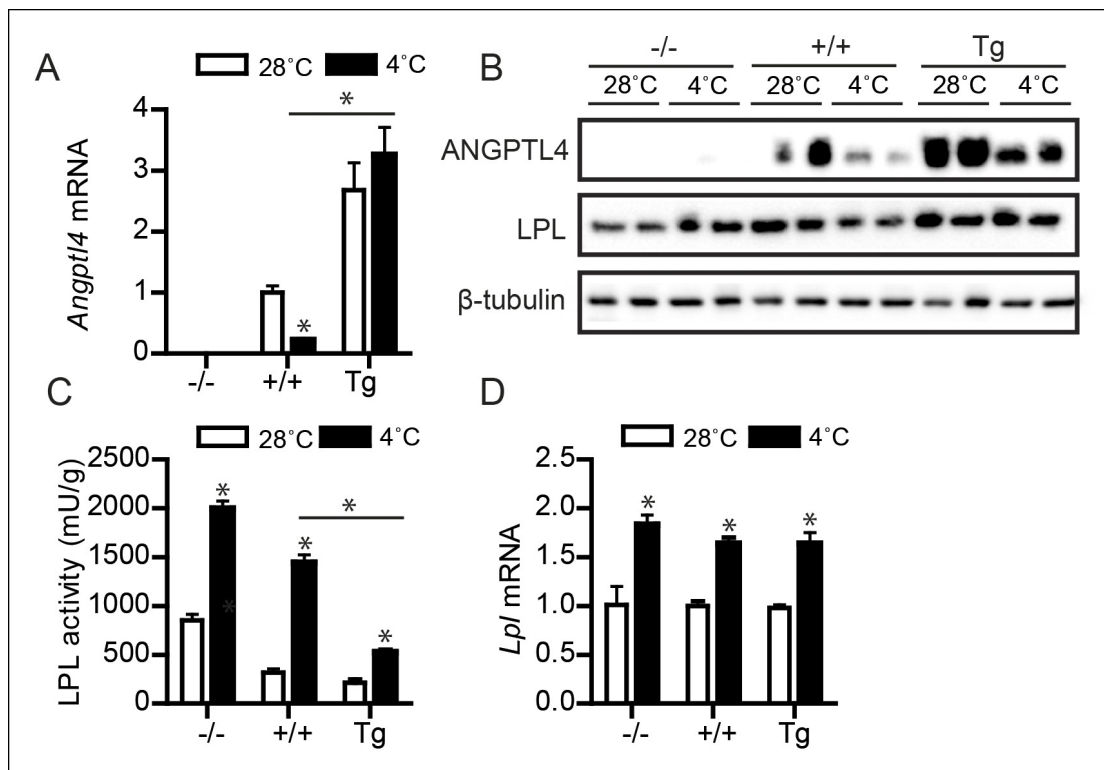 A
28°C 4°C
*
4
3
2
1
0
Angptl4 mRNA
*
-/- +/+ Tg
B
-/- +/+ Tg
28°C 4°C 28°C 4°C 28°C 4°C
ANGPTL4
LPL
β-tubulin
C
28°C 4°C
2500
2000
1500
1000
500
0
LPL activity (mU/g)
* * * * *
-/- +/+ Tg
D
28°C 4°C
2.5
2.0
1.5
1.0
0.5
0.0
Lpl mRNA
* * *
-/- +/+ Tg